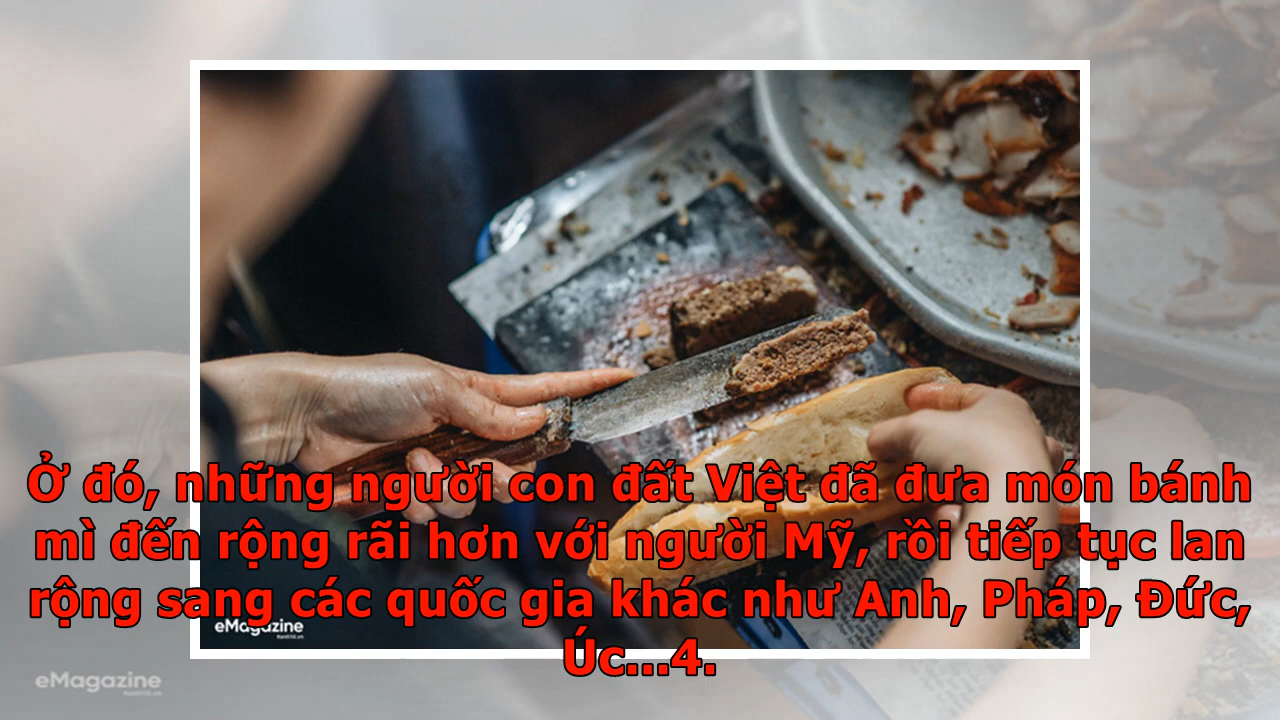 Ở đó, những người con đất Việt đã đưa món bánh
mì đến rộng rãi hơn với người Mỹ, rồi tiếp tục lan
rộng sang các quốc gia khác như Anh, Pháp, Đức,
Úc...4.
eMagazine
eMagazine